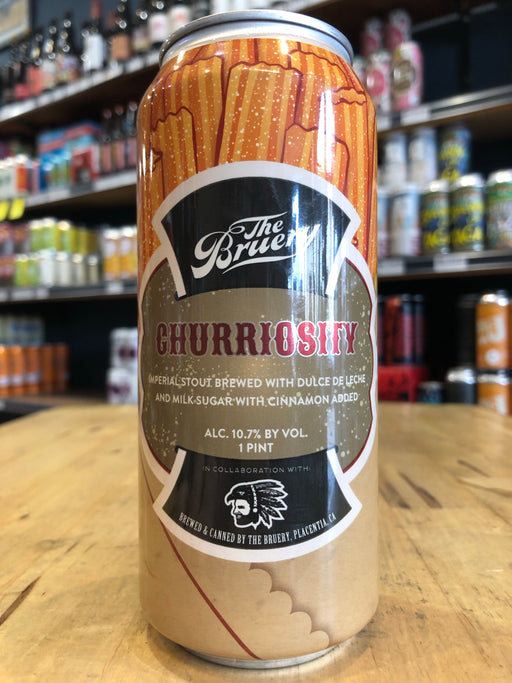 The
Bruery
CHURRIOSITY
IMPERIAL STOUT BREWED WITH DULCE DE LECHE
AND MILK SUGAR WITH CINNAMON ADDED
ALC. 10.7% BY VOL.
1 PINT
IN COLLABORATION WITH:
BREWED & CANNED BY THE BRUERY, PLACENTIA, CA